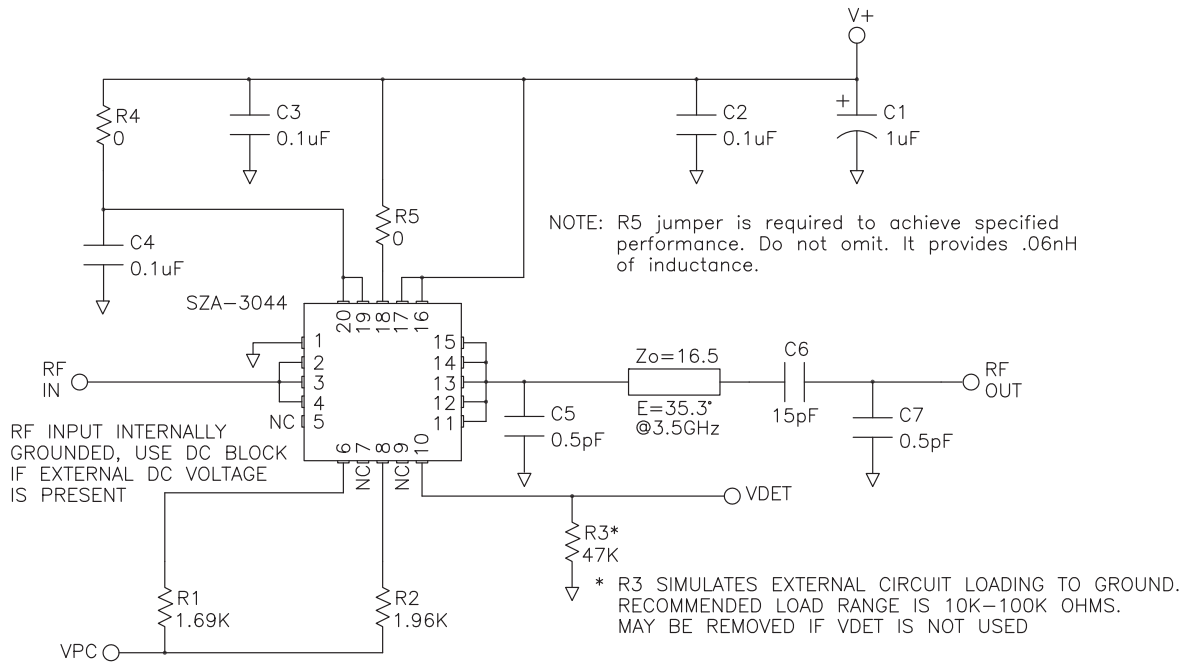 V+
R4
0
C3
0.1uF
C2
0.1uF
+
C1
1uF
C4
0.1uF
R5
0
NOTE: R5 jumper is required to achieve specified
performance. Do not omit. It provides .06nH
of inductance.
SZA-3044
20
19
18
17
16
1
2
3
4
5
NC
15
14
13
12
11
6
7
8
9
10
NC
NC
RF
IN
RF INPUT INTERNALLY
GROUNDED, USE DC BLOCK
IF EXTERNAL DC VOLTAGE
IS PRESENT
Zo=16.5
E=35.3°
@3.5GHz
C5
0.5pF
C6
15pF
C7
0.5pF
RF
OUT
VDET
R3*
47K
* R3 SIMULATES EXTERNAL CIRCUIT LOADING TO GROUND.
RECOMMENDED LOAD RANGE IS 10K-100K OHMS.
MAY BE REMOVED IF VDET IS NOT USED
R1
1.69K
R2
1.96K
VPC